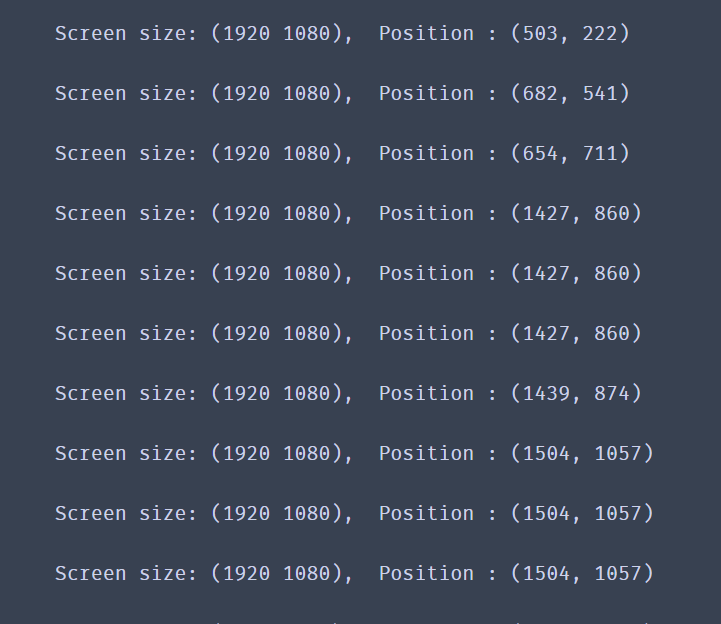 Screen size: (1920 1080),  Position : (503, 222)
Screen size: (1920 1080),  Position : (682, 541)
Screen size: (1920 1080),  Position : (654, 711)
Screen size: (1920 1080),  Position : (1427, 860)
Screen size: (1920 1080),  Position : (1427, 860)
Screen size: (1920 1080),  Position : (1427, 860)
Screen size: (1920 1080),  Position : (1439, 874)
Screen size: (1920 1080),  Position : (1504, 1057)
Screen size: (1920 1080),  Position : (1504, 1057)
Screen size: (1920 1080),  Position : (1504, 1057)